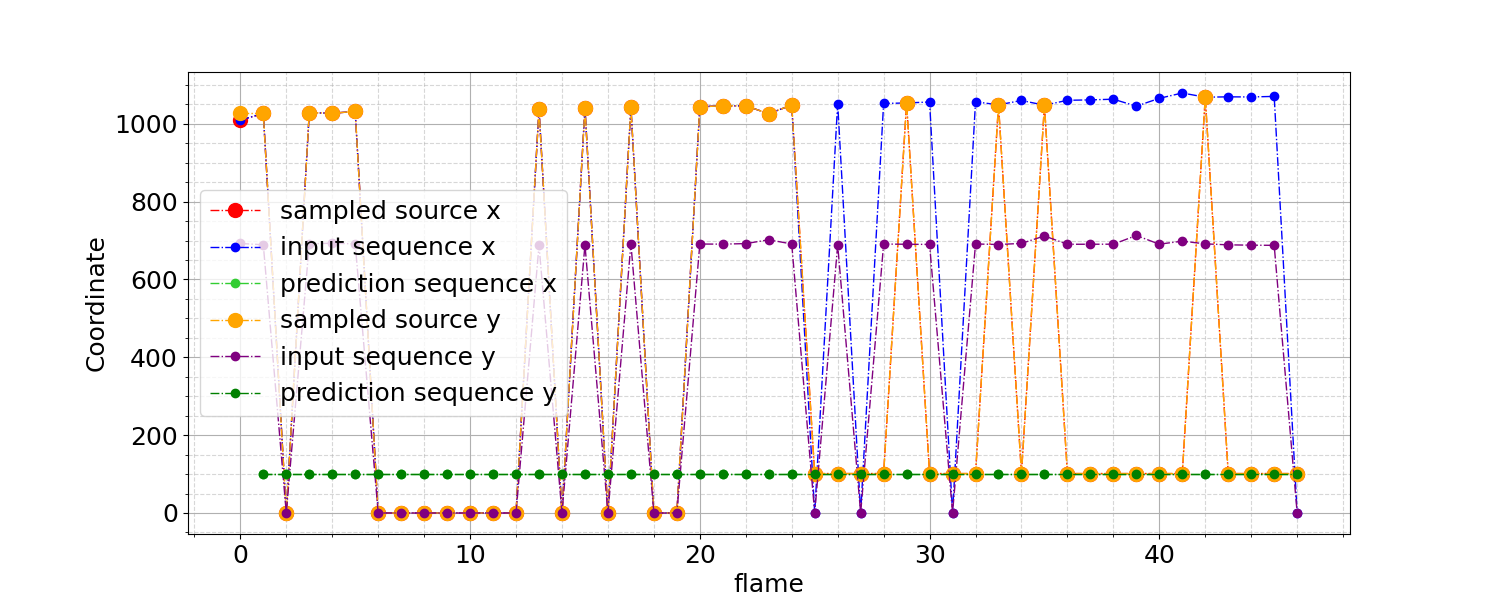 1000
800
600
400
200
0
Coordinate
sampled source x
input sequence x
prediction sequence x
sampled source y
input sequence y
prediction sequence y
0 10 20 30 40
flame